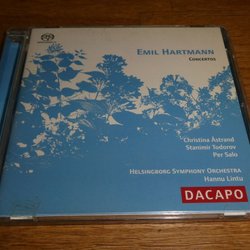 EMIL HARTMANN
CONCERTOS
Christina Åstrand
Stanimir Todorov
Per Salo
HELSINGBORG SYMPHONY ORCHESTRA
HANNU LINTU
DACAPO